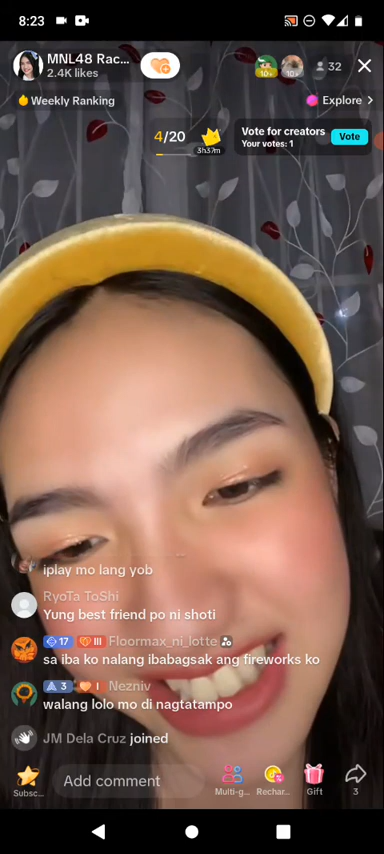 8:23
MNL48 Rac...
2.4K likes
10+
10+
32
Weekly Ranking
Explore
4/20
3h37m
Vote for creators
Your votes: 1
Vote
iplay mo lang yob
RyoTa ToShi
Yung best friend po ni shoti
17 III Floormax_ni_lotte
sa iba ko nalang ibabagsak ang fireworks ko
3 I Nezniv
walang lolo mo di nagtatampo
JM Dela Cruz joined
Add comment
Subsc...
Multi-g...
Rechar...
Gift
3